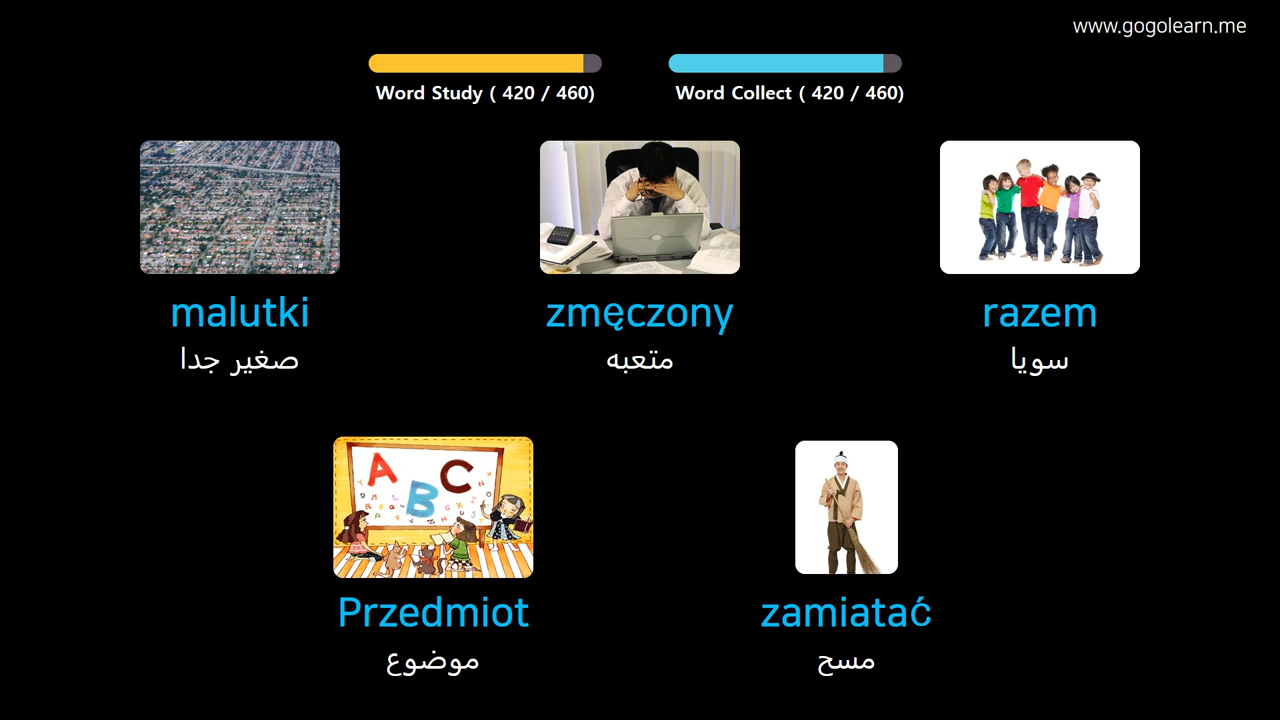 www.gogolearn.me
Word Study ( 420 / 460)
Word Collect ( 420 / 460)
malutki
zmęczony
razem
صغير جدا
متعبه
سويا
A B C
Przedmiot
zamiatać
موضوع
مسح